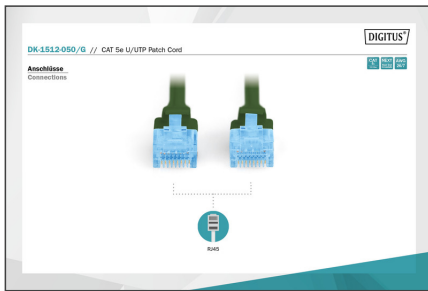 DIGITUS®
DK-1512-050/G // CAT 5e U/UTP Patch Cord
Anschlüsse
Connections
RJ45